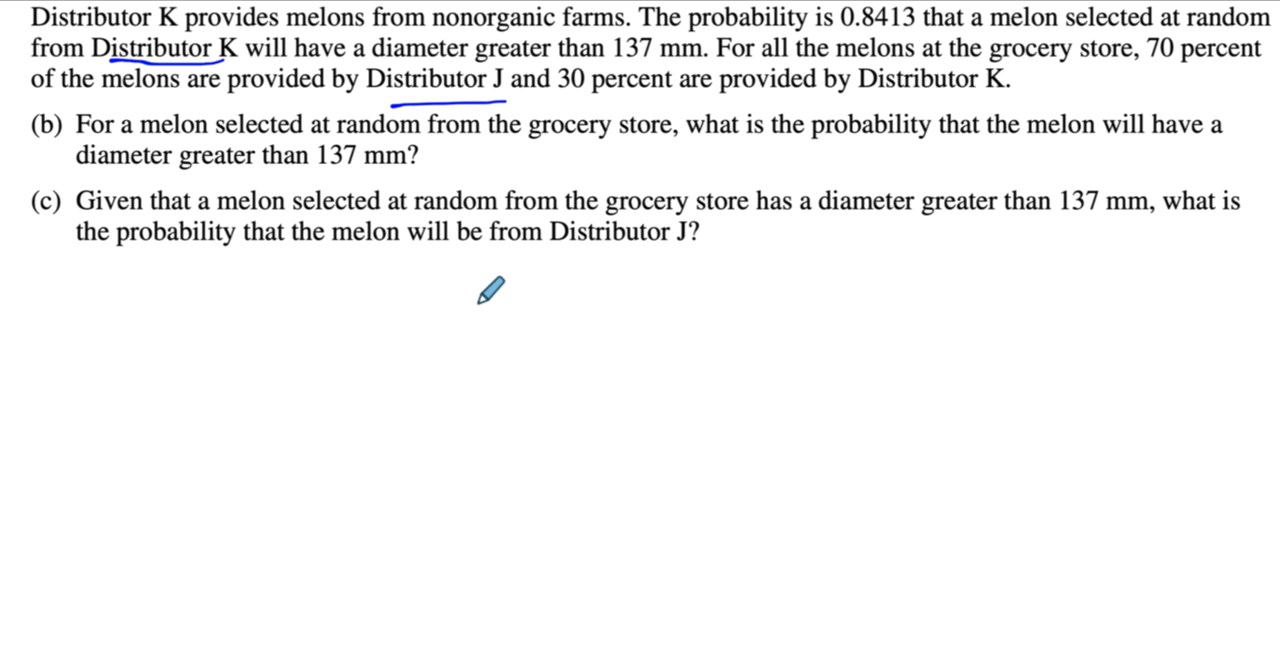 Distributor K provides melons from nonorganic farms. The probability is 0.8413 that a melon selected at random
from Distributor K will have a diameter greater than 137 mm. For all the melons at the grocery store, 70 percent
of the melons are provided by Distributor J and 30 percent are provided by Distributor K.
(b) For a melon selected at random from the grocery store, what is the probability that the melon will have a
diameter greater than 137 mm?
(c) Given that a melon selected at random from the grocery store has a diameter greater than 137 mm, what is
the probability that the melon will be from Distributor J?